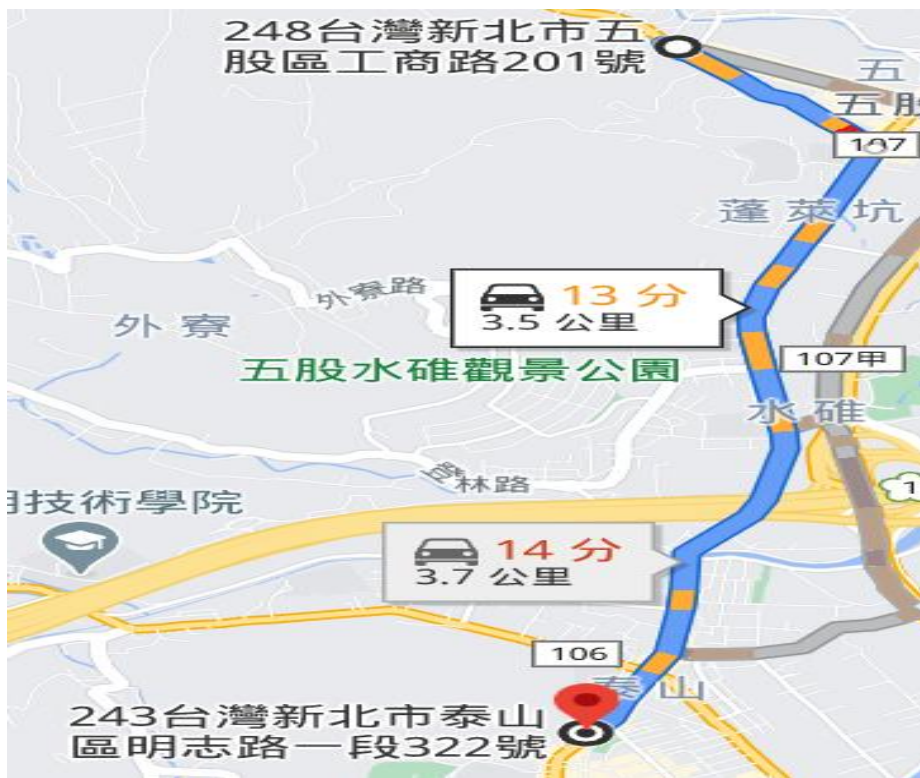 248台灣新北市五
股區工商路201號
五
五股
107
蓬萊坑
13 分
3.5 公里
外寮路
外寮
107甲
五股水碓觀景公園
水碓
林路
1
技術學院
14 分
3.7 公里
106
泰山
243台灣新北市泰山
區明志路一段322號